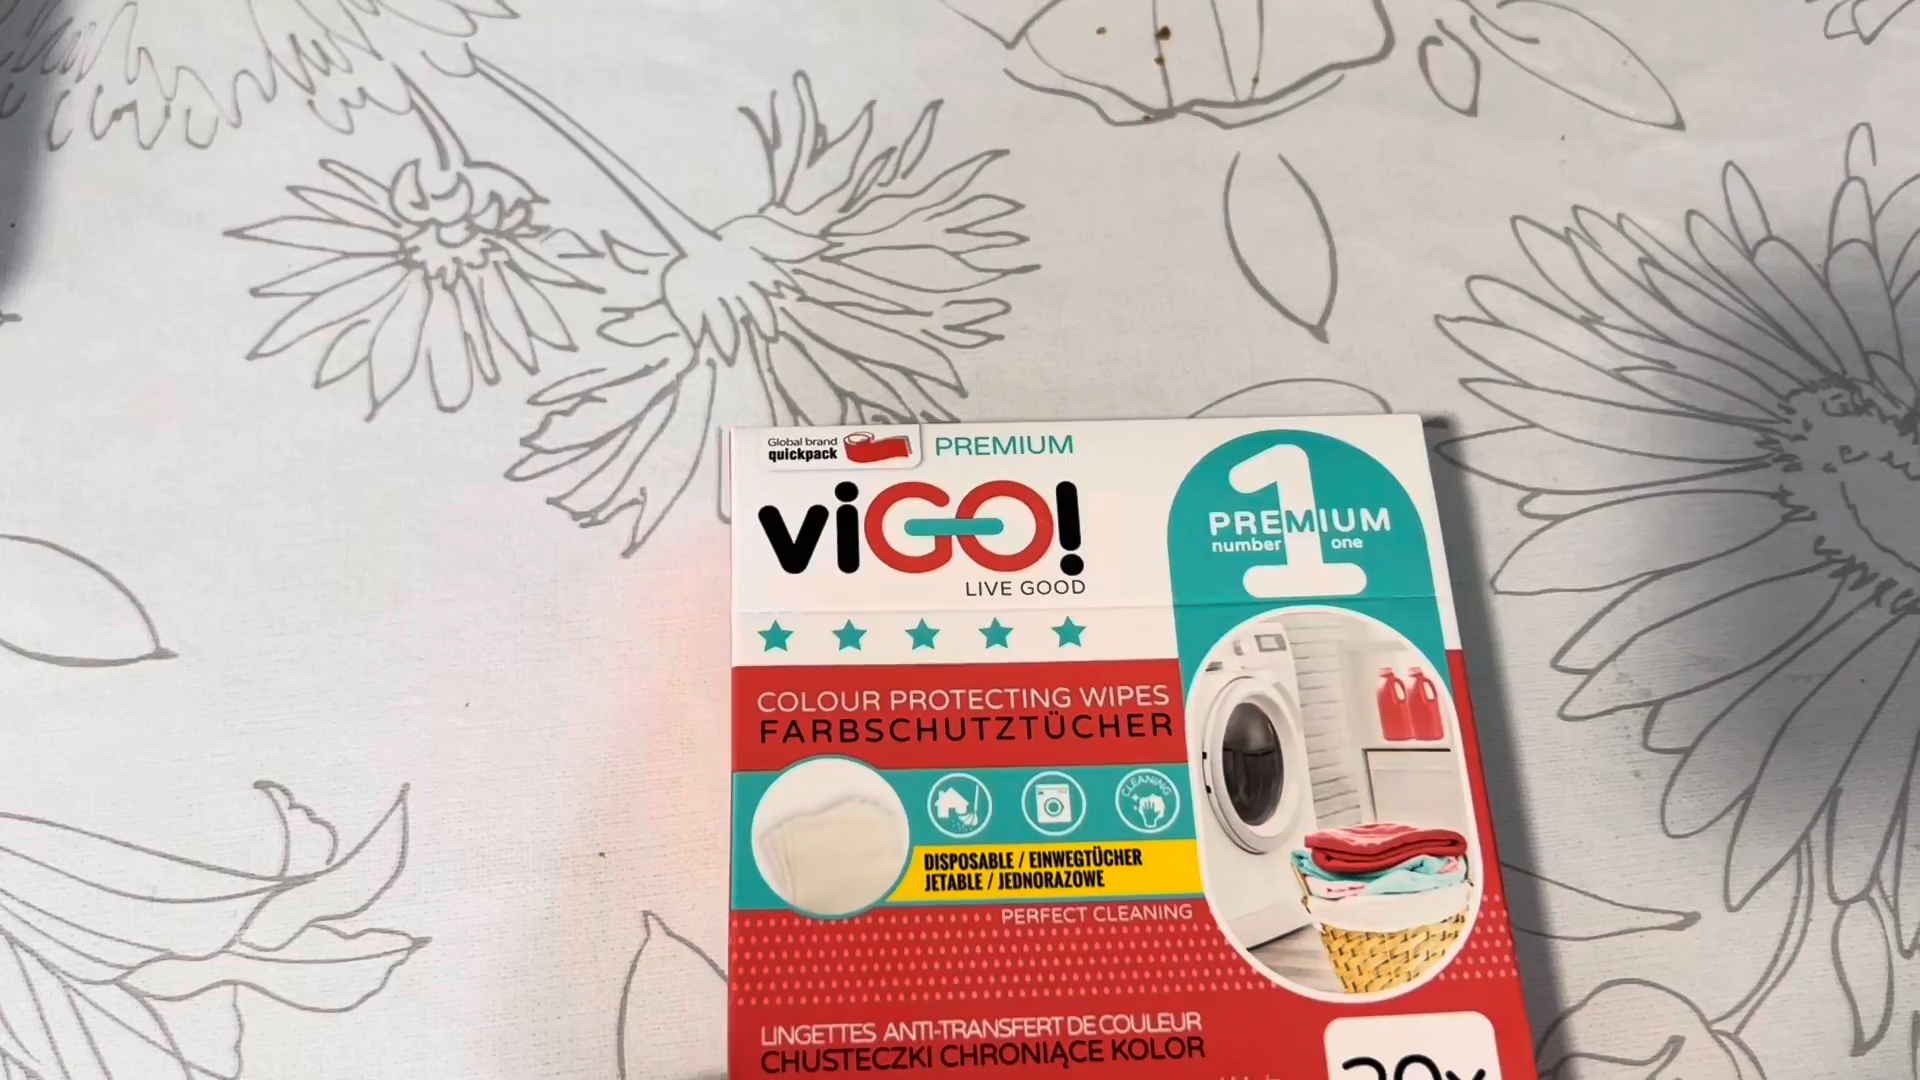 Global brand
quickpack
PREMIUM
viGO!
LIVE GOOD
1
PREMIUM
number one
COLOUR PROTECTING WIPES
FARBSCHUTZTÜCHER
CLEANING
DISPOSABLE / EINWEGTÜCHER
JETABLE / JEDNORAZOWE
PERFECT CLEANING
LINGETTES ANTI-TRANSFERT DE COULEUR
CHUSTECZKI CHRONIĄCE KOLOR